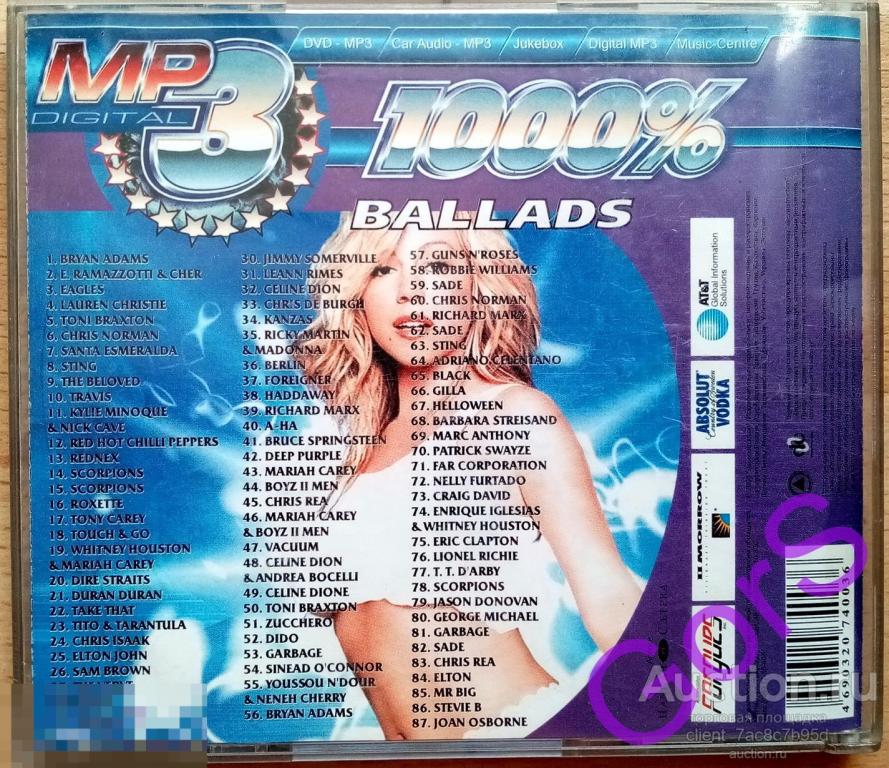 MP3
DIGITAL
DVD - MP3 Car Audio - MP3 Jukebox Digital MP3 Music-Centre
1000%
BALLADS
1. BRYAN ADAMS
2. E. RAMAZZOTTI & CHER
3. EAGLES
4. LAUREN CHRISTIE
5. TONI BRAXTON
6. CHRIS NORMAN
7. SANTA ESMERALDA
8. STING
9. THE BELOVED
10. TRAVIS
11. KYLIE MINOQUE
& NICK CAVE
12. RED HOT CHILLI PEPPERS
13. REDNEX
14. SCORPIONS
15. SCORPIONS
16. ROXETTE
17. TONY CAREY
18. TOUCH & GO
19. WHITNEY HOUSTON
& MARIAH CAREY
20. DIRE STRAITS
21. DURAN DURAN
22. TAKE THAT
23. TITO & TARANTULA
24. CHRIS ISAAK
25. ELTON JOHN
26. SAM BROWN
30. JIMMY SOMERVILLE
31. LEANN RIMES
32. CELINE DION
33. CHRIS DE BURGH
34. KANZAS
35. RICKY MARTIN
& MADONNA
36. BERLIN
37. FOREIGNER
38. HADDAWAY
39. RICHARD MARX
40. A-HA
41. BRUCE SPRINGSTEEN
42. DEEP PURPLE
43. MARIAH CAREY
44. BOYZ II MEN
45. CHRIS REA
46. MARIAH CAREY
& BOYZ II MEN
47. VACUUM
48. CELINE DION
& ANDREA BOCELLI
49. CELINE DIONE
50. TONI BRAXTON
51. ZUCCHERO
52. DIDO
53. GARBAGE
54. SINEAD O'CONNOR
55. YOUSSOU N'DOUR
& NENEH CHERRY
56. BRYAN ADAMS
57. GUNS N'ROSES
58. ROBBIE WILLIAMS
59. SADE
60. CHRIS NORMAN
61. RICHARD MARX
62. SADE
63. STING
64. ADRIANO CELENTANO
65. BLACK
66. GILLA
67. HELLOWEEN
68. BARBARA STREISAND
69. MARC ANTHONY
70. PATRICK SWAYZE
71. FAR CORPORATION
72. NELLY FURTADO
73. CRAIG DAVID
74. ENRIQUE IGLESIAS
& WHITNEY HOUSTON
75. ERIC CLAPTON
76. LIONEL RICHIE
77. T. T. D'ARBY
78. SCORPIONS
79. JASON DONOVAN
80. GEORGE MICHAEL
81. GARBAGE
82. SADE
83. CHRIS REA
84. ELTON
85. MR BIG
86. STEVIE B
87. JOAN OSBORNE
AT&T
Global Information
Solutions
ABSOLUT
Country of Sweden
VODKA
4 690320 740036
CorS
Auction.ru
торговая площадка
client_7ac8c7b95d
auction.ru